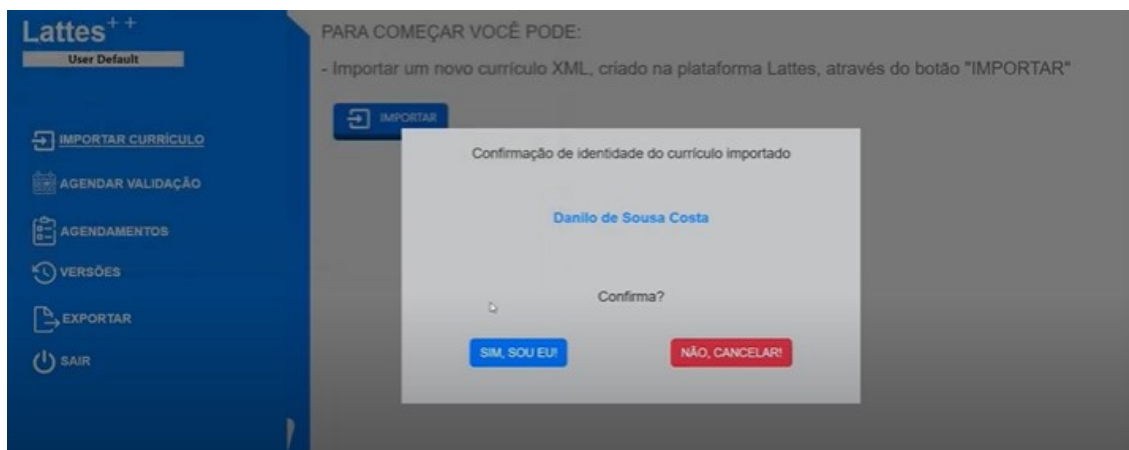 Lattes++
User Default
IMPORTAR CURRÍCULO
AGENDAR VALIDAÇÃO
AGENDAMENTOS
VERSÕES
EXPORTAR
SAIR
PARA COMEÇAR VOCÊ PODE:
- Importar um novo currículo XML, criado na plataforma Lattes, através do botão "IMPORTAR"
IMPORTAR
Confirmação de identidade do currículo importado
Danilo de Sousa Costa
Confirma?
SIM, SOU EU!
NÃO, CANCELAR!